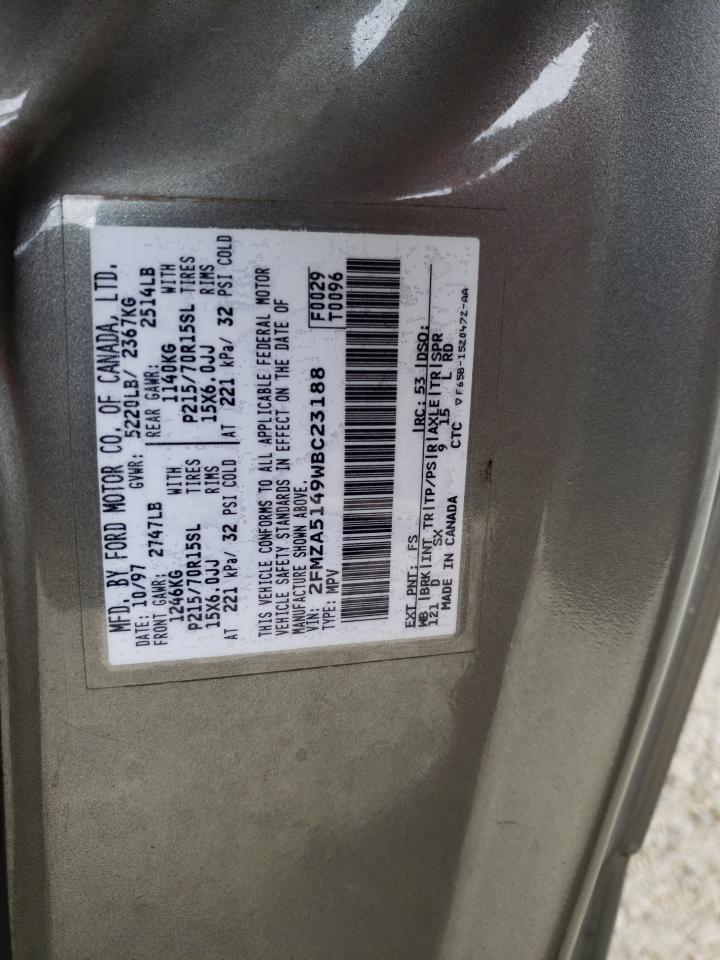 MFD. BY FORD MOTOR CO. OF CANADA, LTD.
DATE: 10/97 GVWR: 5220LB/ 2367KG
FRONT GAWR: 2747LB REAR GAWR: 2514LB
1246KG WITH 1140KG WITH
P215/70R15SL TIRES P215/70R15SL TIRES
15X6.0JJ RIMS 15X6.0JJ RIMS
AT 221 kPa/ 32 PSI COLD AT 221 kPa/ 32 PSI COLD
THIS VEHICLE CONFORMS TO ALL APPLICABLE FEDERAL MOTOR
VEHICLE SAFETY STANDARDS IN EFFECT ON THE DATE OF
MANUFACTURE SHOWN ABOVE.
VIN: 2FMZA5149WBC23188 F0029
TYPE: MPV T0096
EXT PNT: FS RC: 53 DSO:
WB BRK INT TR TP/PS R AXLE TR SPR
121 D SX 9 15 L RD
MADE IN CANADA CTC ▽ F65B-1520472-AA